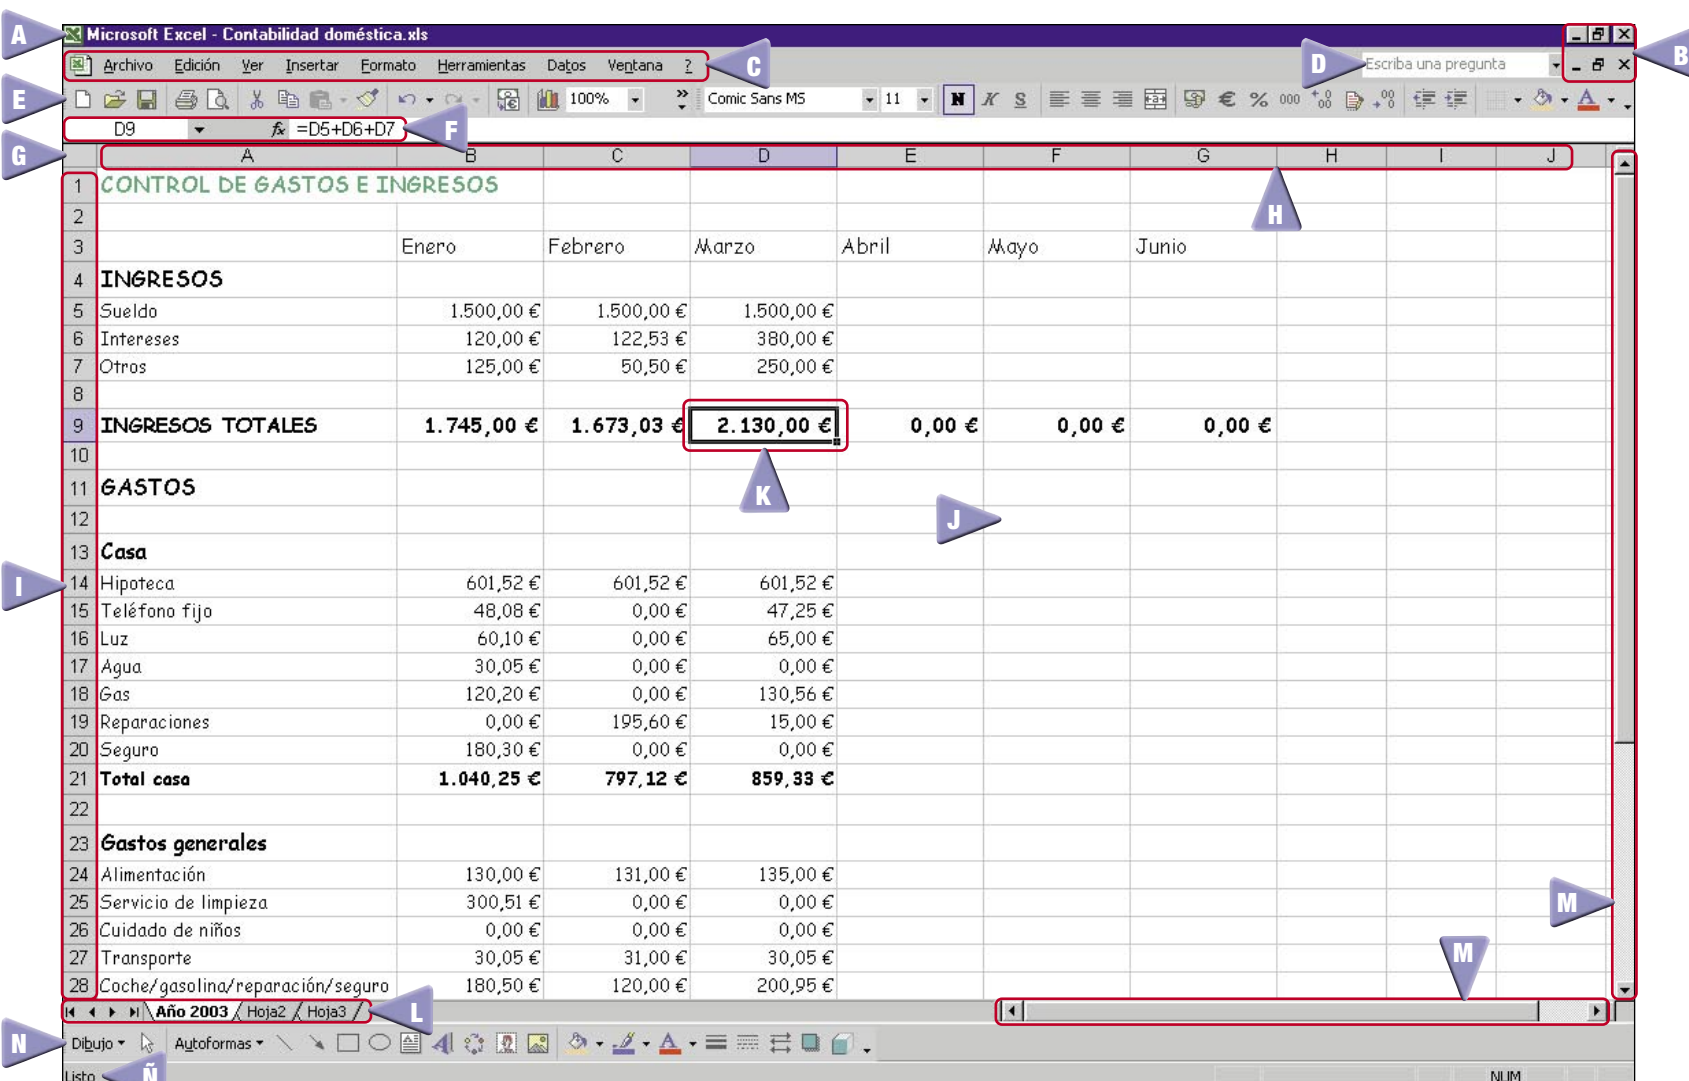 A Microsoft Excel - Contabilidad doméstica.xls
B
Archivo Edición Ver Insertar Formato Herramientas Datos Ventana ? C D Escriba una pregunta
E 100% » Comic Sans MS 11 N K S € % 000
D9 fx =D5+D6+D7 F
G A B C D E F G H I J
1 CONTROL DE GASTOS E INGRESOS
H
2
3 Enero Febrero Marzo Abril Mayo Junio
4 INGRESOS
5 Sueldo 1.500,00 € 1.500,00 € 1.500,00 €
6 Intereses 120,00 € 122,53 € 380,00 €
7 Otros 125,00 € 50,50 € 250,00 €
8
9 INGRESOS TOTALES 1.745,00 € 1.673,03 € 2.130,00 € 0,00 € 0,00 € 0,00 €
10
11 GASTOS
K
12 J
13 Casa
I 14 Hipoteca 601,52 € 601,52 € 601,52 €
15 Teléfono fijo 48,08 € 0,00 € 47,25 €
16 Luz 60,10 € 0,00 € 65,00 €
17 Agua 30,05 € 0,00 € 0,00 €
18 Gas 120,20 € 0,00 € 130,56 €
19 Reparaciones 0,00 € 195,60 € 15,00 €
20 Seguro 180,30 € 0,00 € 0,00 €
21 Total casa 1.040,25 € 797,12 € 859,33 €
22
23 Gastos generales
24 Alimentación 130,00 € 131,00 € 135,00 €
25 Servicio de limpieza 300,51 € 0,00 € 0,00 €
M
26 Cuidado de niños 0,00 € 0,00 € 0,00 €
27 Transporte 30,05 € 31,00 € 30,05 €
M
28 Coche/gasolina/reparación/seguro 180,50 € 120,00 € 200,95 €
Año 2003 Hoja2 Hoja3 L
N Dibujo Autoformas
Listo Ñ NUM